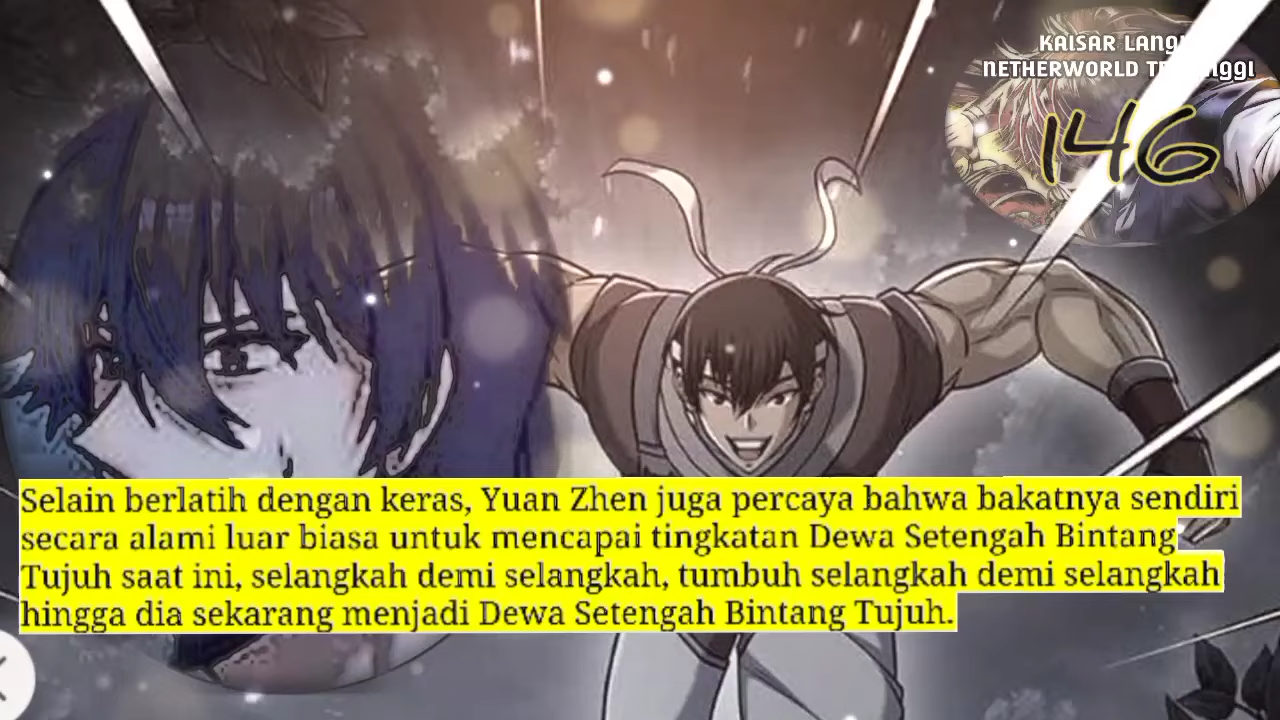 KAISAR
NETHERWORLD
146
Selain berlatih dengan keras, Yuan Zhen juga percaya bahwa bakatnya sendiri
secara alami luar biasa untuk mencapai tingkatan Dewa Setengah Bintang
Tujuh saat ini, selangkah demi selangkah, tumbuh selangkah demi selangkah
hingga dia sekarang menjadi Dewa Setengah Bintang Tujuh.